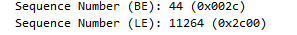 Sequence Number (BE): 44 (0x002c)
Sequence Number (LE): 11264 (0x2c00)